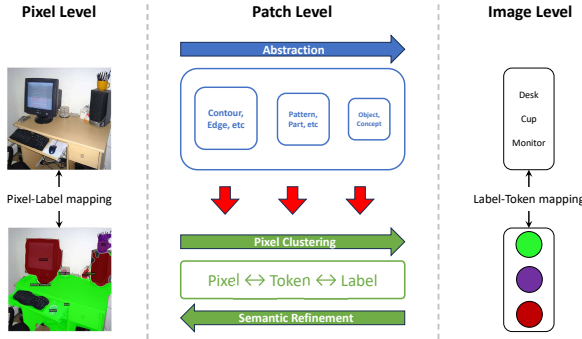 Pixel Level
Patch Level
Image Level
Abstraction
Contour,
Edge, etc
Pattern,
Part, etc
Object,
Concept
Desk
Cup
Monitor
Pixel-Label mapping
Label-Token mapping
Pixel Clustering
Pixel ↔ Token ↔ Label
Semantic Refinement